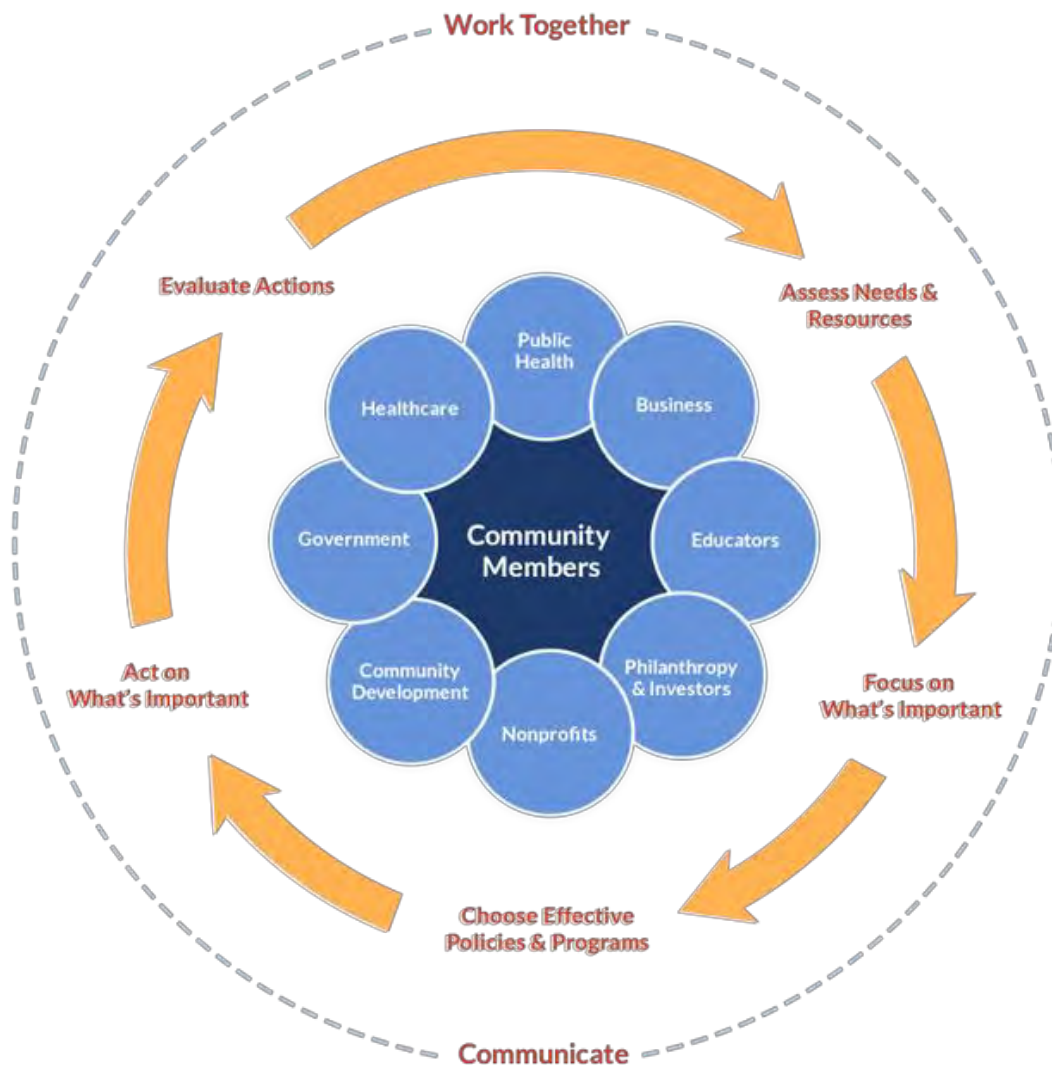 Work Together
Evaluate Actions
Assess Needs &
Resources
Public
Health
Healthcare
Business
Government
Community
Members
Educators
Community
Development
Philanthropy
& Investors
Nonprofits
Act on
What's Important
Focus on
What's Important
Choose Effective
Policies & Programs
Communicate